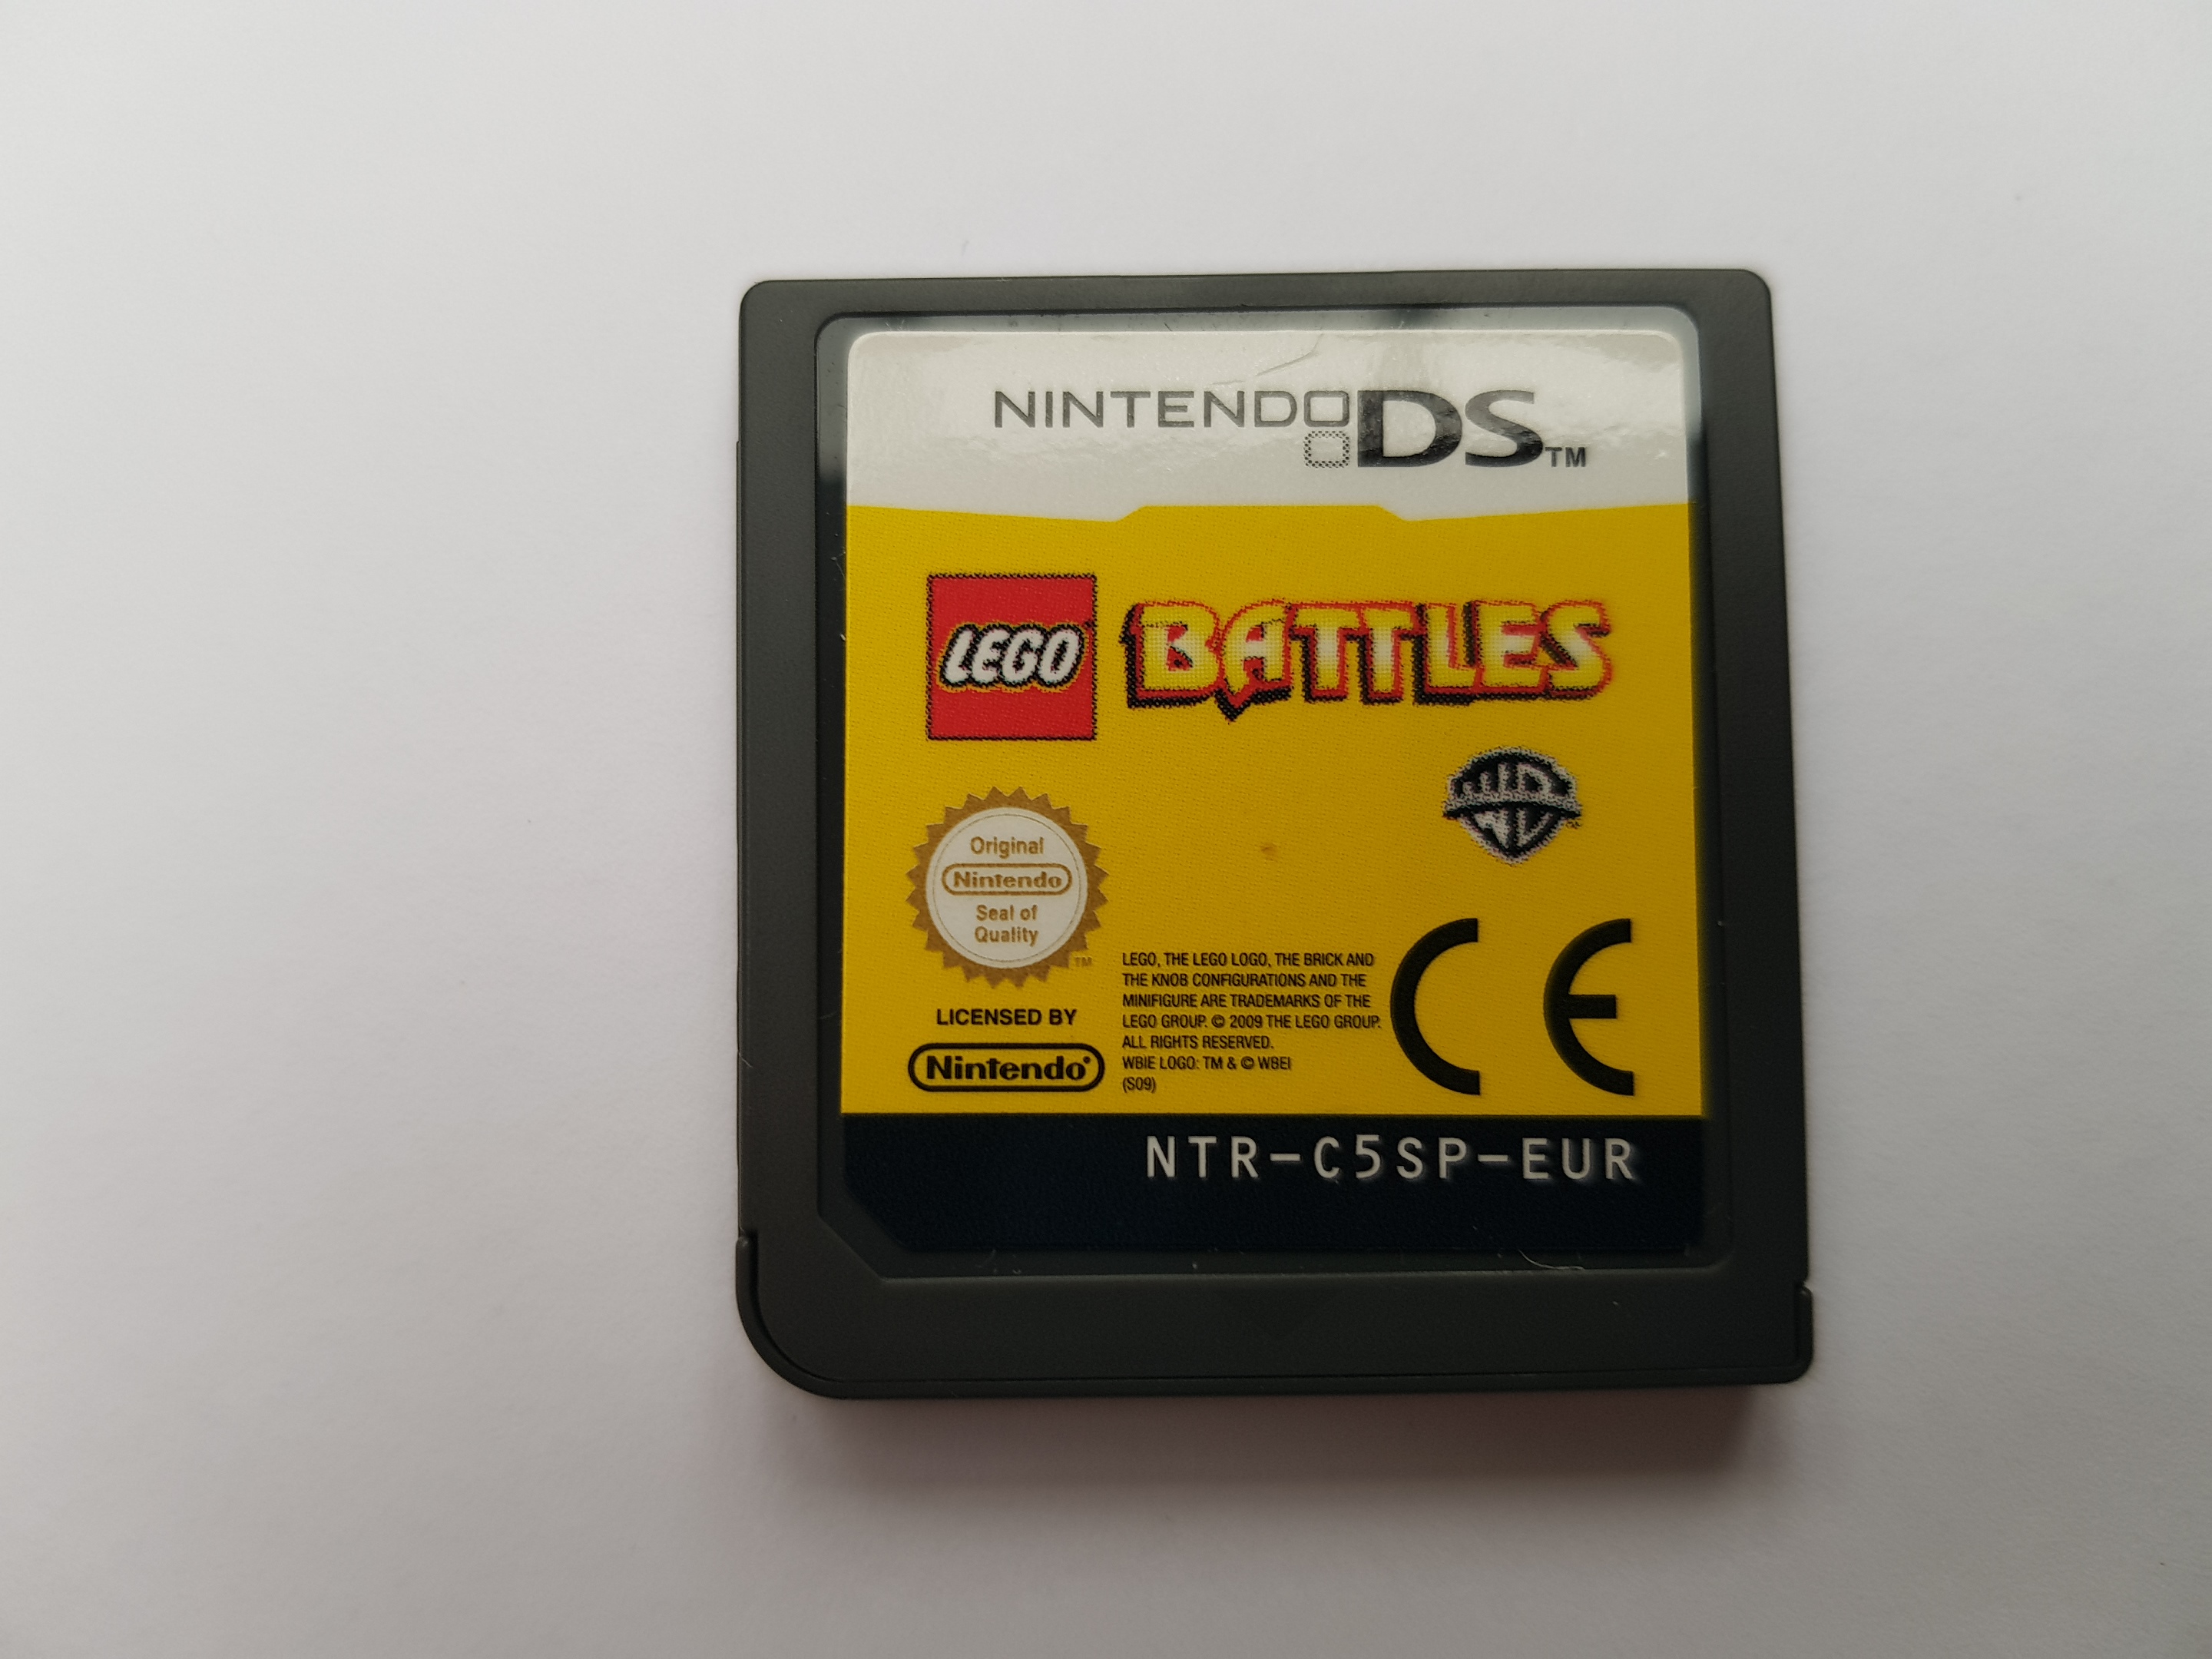 NINTENDO DS™
LEGO BATTLES
WB
Original
Nintendo
Seal of
Quality
™
LICENSED BY
Nintendo®
LEGO, THE LEGO LOGO, THE BRICK AND
THE KNOB CONFIGURATIONS AND THE
MINIFIGURE ARE TRADEMARKS OF THE
LEGO GROUP. © 2009 THE LEGO GROUP.
ALL RIGHTS RESERVED.
WBIE LOGO: TM & © WBEI
(S09)
CE
NTR-C5SP-EUR